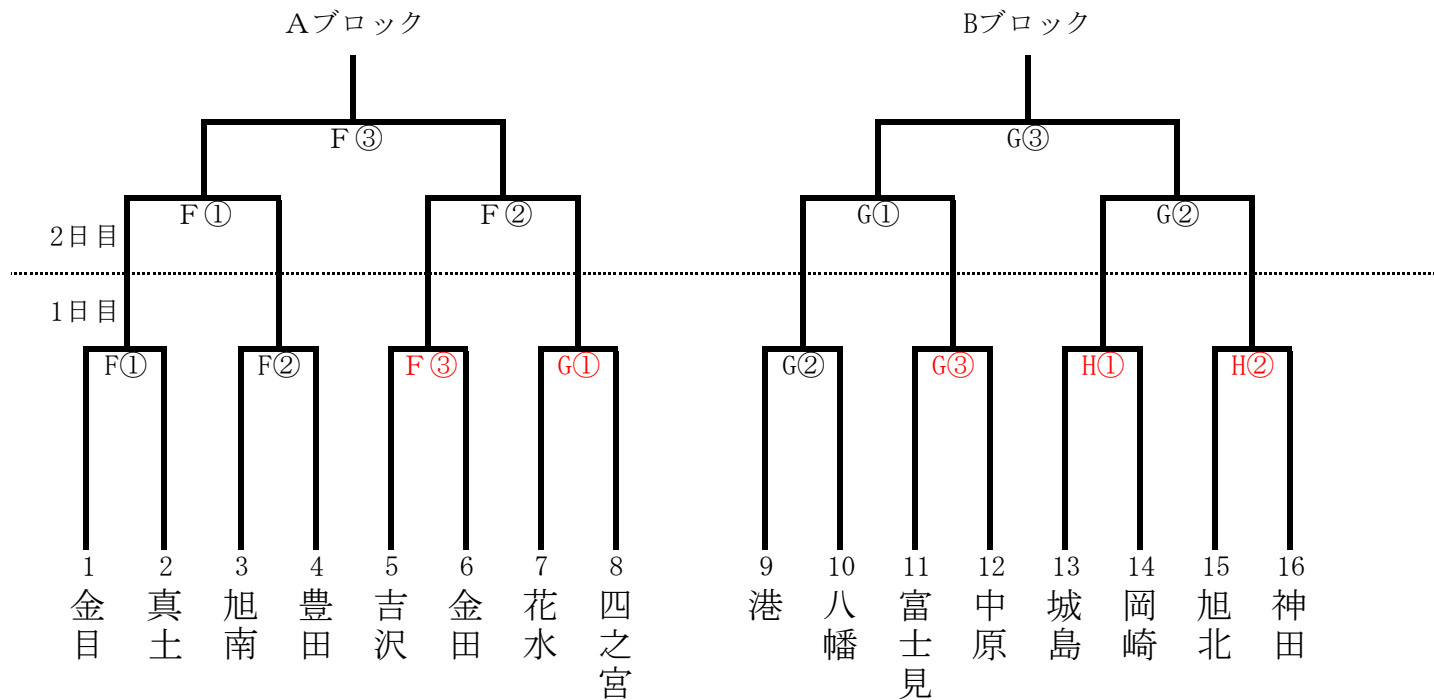 Aブロック Bブロック
F③ G③
F① F② G① G②
2日目
1日目
F① F② F③ G① G② G③ H① H②
1 2 3 4 5 6 7 8 9 10 11 12 13 14 15 16
金目
真土
旭南
豊田
吉沢
金田
花水
四之宮
港
八幡
富士見
中原
城島
岡崎
旭北
神田